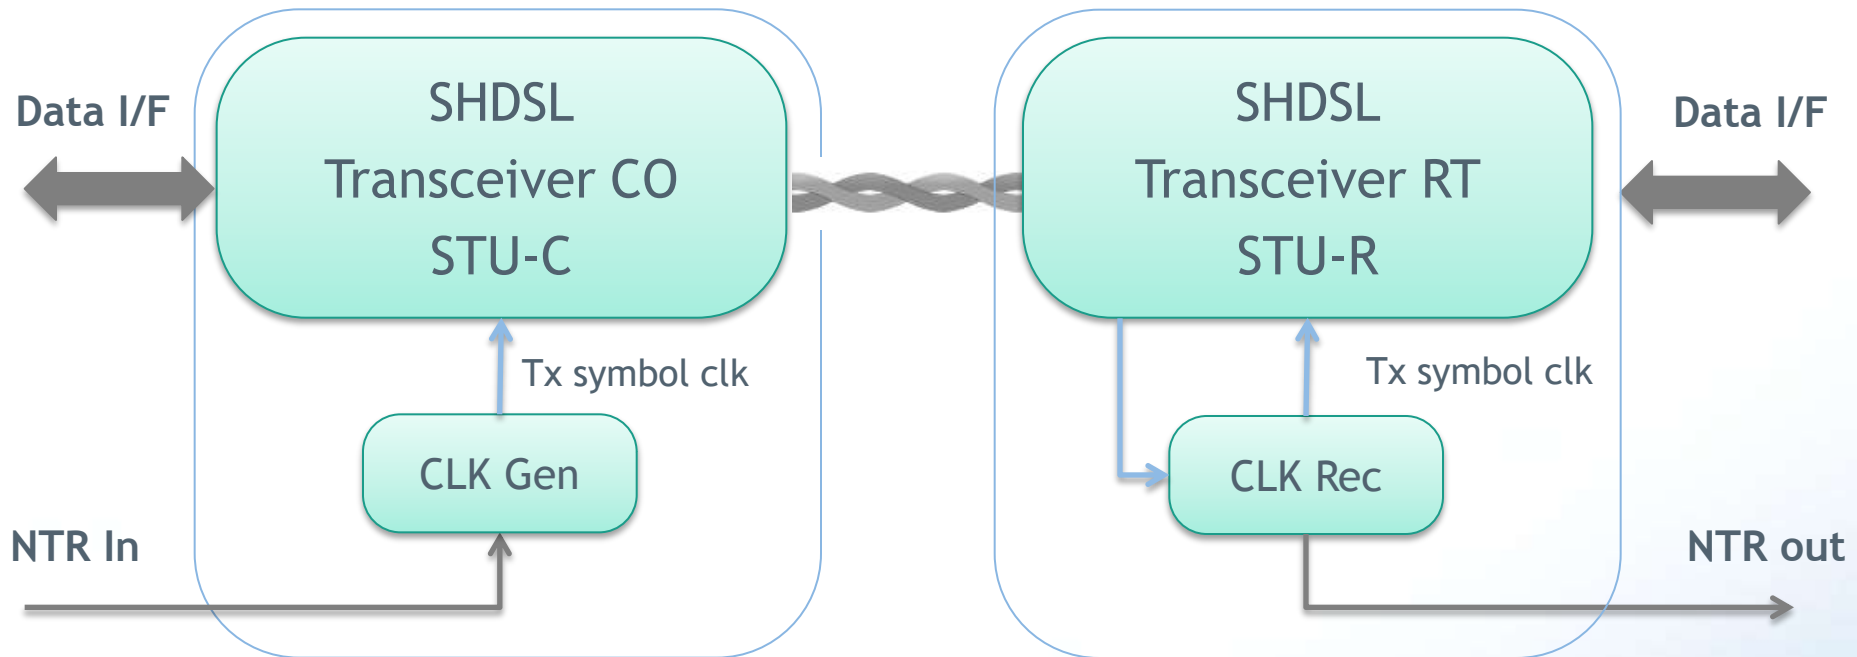 Data I/F
SHDSL
Transceiver CO
STU-C
Tx symbol clk
CLK Gen
NTR In
SHDSL
Transceiver RT
STU-R
Data I/F
Tx symbol clk
CLK Rec
NTR out